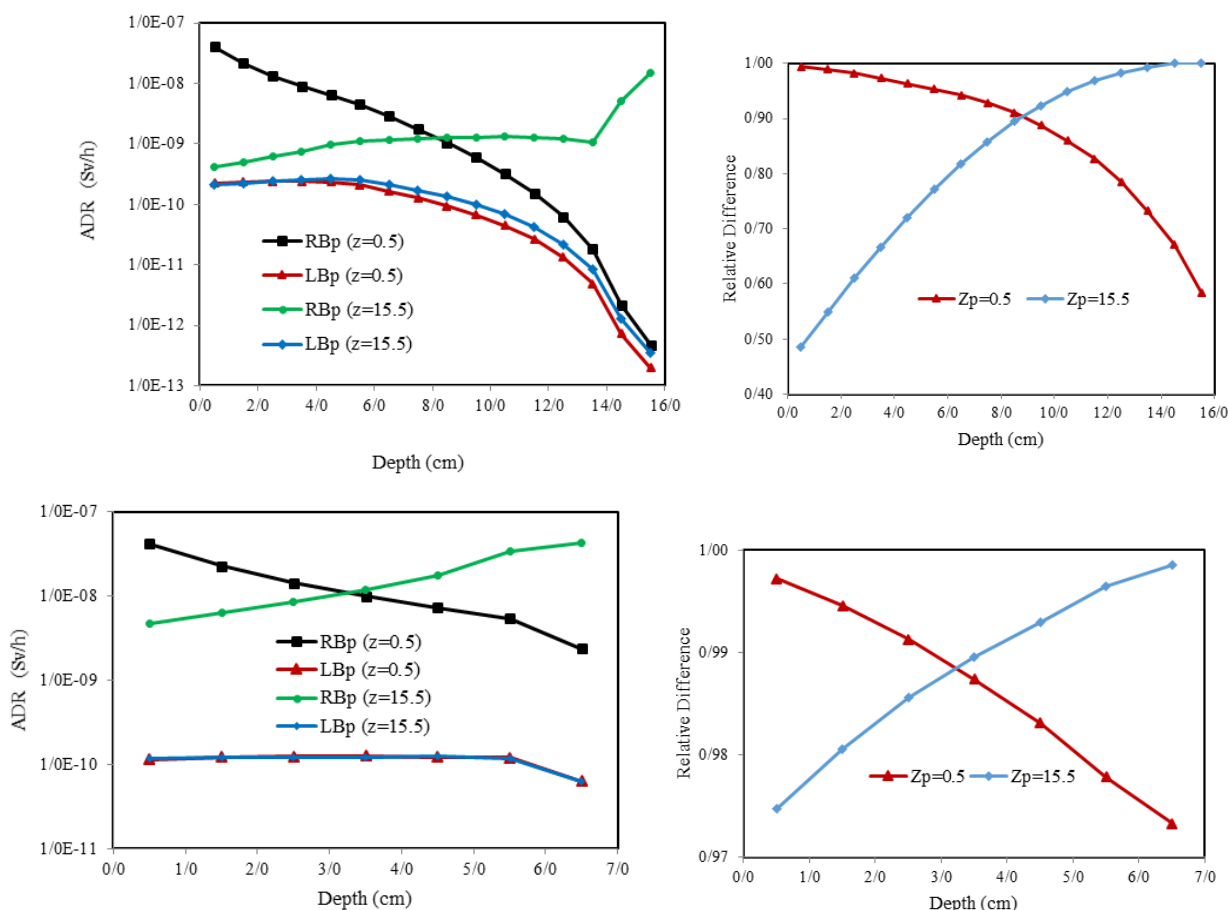 1/0E-07
1/0E-08
1/0E-09
1/0E-10
1/0E-11
1/0E-12
1/0E-13
ADR (Sv/h)
RBp (z=0.5)
LBp (z=0.5)
RBp (z=15.5)
LBp (z=15.5)
0/0 2/0 4/0 6/0 8/0 10/0 12/0 14/0 16/0
Depth (cm)
1/00
0/90
0/80
0/70
0/60
0/50
0/40
Relative Difference
Zp=0.5 Zp=15.5
0/0 2/0 4/0 6/0 8/0 10/0 12/0 14/0 16/0
Depth (cm)
1/0E-07
1/0E-08
1/0E-09
1/0E-10
1/0E-11
ADR (Sv/h)
RBp (z=0.5)
LBp (z=0.5)
RBp (z=15.5)
LBp (z=15.5)
0/0 1/0 2/0 3/0 4/0 5/0 6/0 7/0
Depth (cm)
1/00
0/99
0/98
0/97
Relative Difference
Zp=0.5 Zp=15.5
0/0 1/0 2/0 3/0 4/0 5/0 6/0 7/0
Depth (cm)